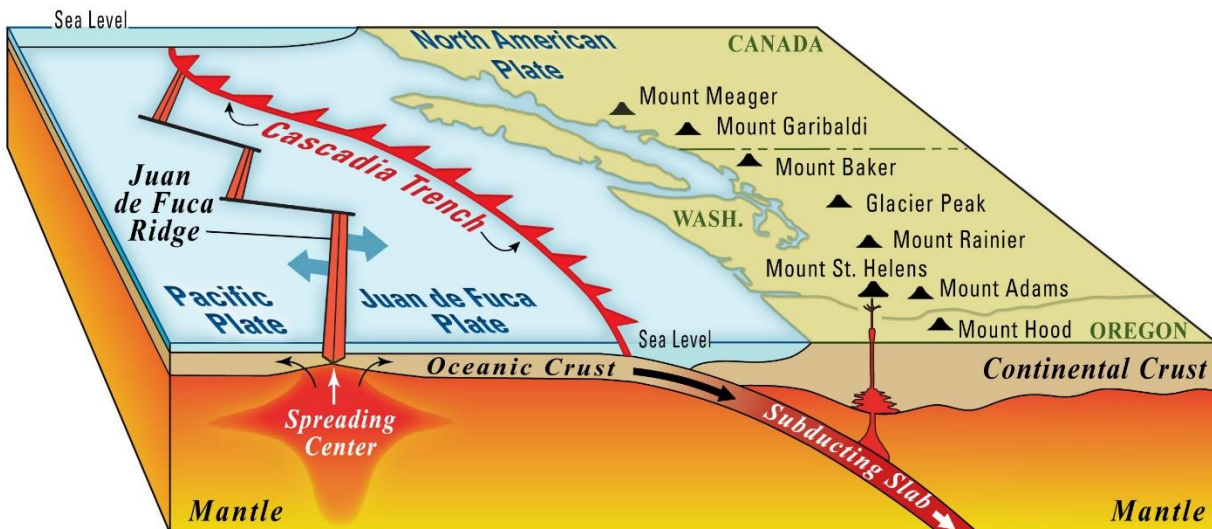 Sea Level
North American
Plate
CANADA
Mount Meager
Mount Garibaldi
Cascadia Trench
Mount Baker
Juan
de Fuca
Ridge
WASH.
Glacier Peak
Mount Rainier
Mount St. Helens
Mount Adams
Pacific
Plate
Juan de Fuca
Plate
Mount Hood
OREGON
Sea Level
Oceanic Crust
Continental Crust
Spreading
Center
Subducting Slab
Mantle
Mantle